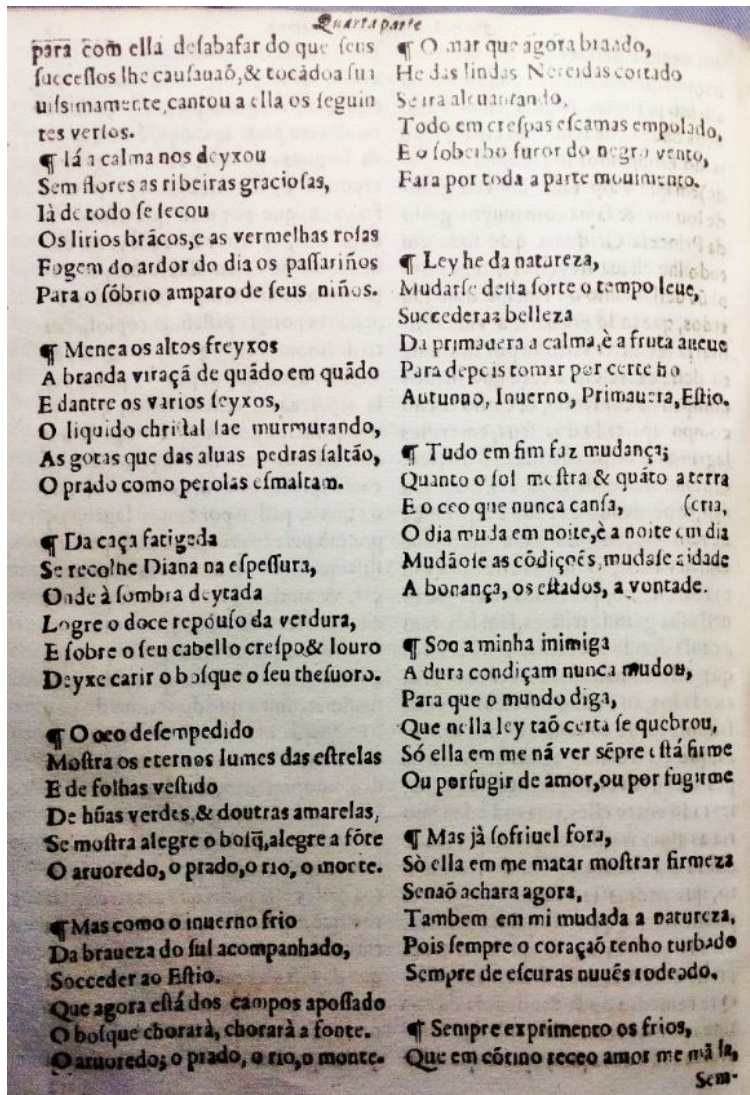 Quarta parte
para com ella desabafar do que seus
successos lhe causauaõ,& tocãdoa sua
uissimamente,cantou a ella os seguin
tes versos.
¶ Iá a calma nos deyxou
Sem flores as ribeiras graciosas,
Ià de todo se secou
Os lirios brãcos,e as vermelhas rosas
Fogem do ardor do dia os passariños
Para o sóbrio amparo de seus niños.
¶ Menea os altos freyxos
A branda viraçã de quãdo em quãdo
E dantre os varios seyxos,
O liquido christal sae murmurando,
As gotas que das aluas pedras saltão,
O prado como perolas esmaltam.
¶ Da caça fatigada
Se recolhe Diana na espessura,
Onde à sombra deytada
Logre o doce repouso da verdura,
E sobre o seu cabello crespo,& louro
Deyxe cair o bosque o seu thesouro.
¶ O ceo desempedido
Mostra os eternos lumes das estrelas
E de folhas vestido
De hũas verdes,& doutras amarelas,
Se mostra alegre o bosq̃,alegre a fõte
O aruoredo, o prado,o rio, o monte.
¶ Mas como o inuerno frio
Da braueza do sul acompanhado,
Socceder ao Estio.
Que agora está dos campos apossado
O bosque chorarà, chorarà a fonte.
O aruoredo; o prado, o rio,o monte.
¶ O mar que agora brando,
He das lindas Nereidas cortado
Se ira aleuantando,
Todo em crespas escamas empolado,
E o soberbo furor do negro vento,
Fara por toda a parte mouimento.
¶ Ley he da natureza,
Mudarse desta sorte o tempo leue,
Succeder a belleza
Da primauera a calma,è a fruta aneue
Para depois tornar por certo
Autunno, Inuerno, Primauera,Estio.
¶ Tudo em fim faz mudança;
Quanto o sol mostra & quãto a terra
E o ceo que nunca cansa, (cria,
O dia muda em noite,è a noite em dia
Mudãose as cõdiçoẽs,mudase a idade
A bonança, os estados, a vontade.
¶ Soo a minha inimiga
A dura condiçam nunca mudou,
Para que o mundo diga,
Que nella ley taõ certa se quebrou,
Só ella em me nã ver sẽpre está firme
Ou por fugir de amor,ou por fugirme
¶ Mas jà sofriuel fora,
Sò ella em me matar mostrar firmeza
Senaõ achara agora,
Tambem em mi mudada a natureza,
Pois sempre o coraçaõ tenho turbado
Sempre de escuras nuuẽs rodeado.
¶ Sempre exprimento os frios,
Que em cõtino receo amor me mãda,
Sem-